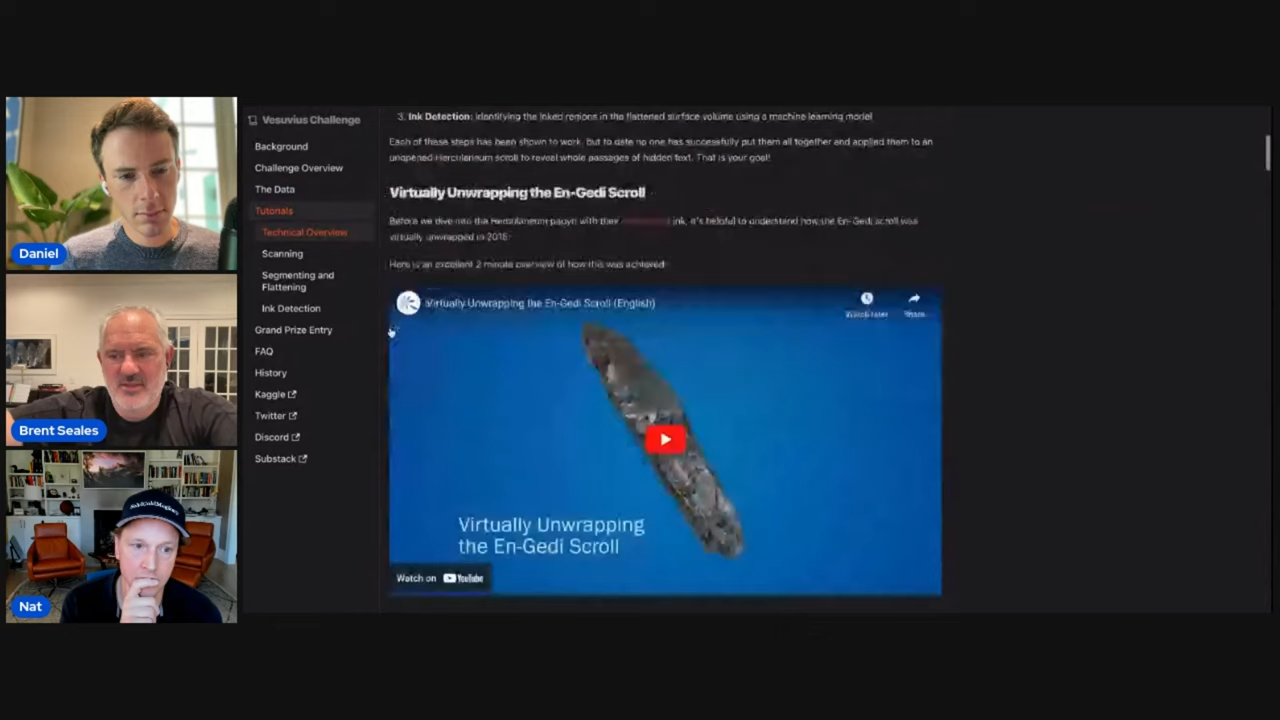 Daniel
Brent Seales
Nat
Vesuvius Challenge
Background
Challenge Overview
The Data
Tutorials
Technical Overview
Scanning
Segmenting and
Flattening
Ink Detection
Grand Prize Entry
FAQ
History
Kaggle
Twitter
Discord
Substack
3. Ink Detection: Identifying the inked regions in the flattened surface volume using a machine learning model
Each of these steps has been shown to work, but to date no one has successfully put them all together and applied them to an
unopened Herculaneum scroll to reveal whole passages of hidden text. That is your goal!
Virtually Unwrapping the En-Gedi Scroll
Before we dive into the Herculaneum papyri with their ink, it's helpful to understand how the En-Gedi scroll was
virtually unwrapped in 2015:
Here is an excellent 2 minute overview of how this was achieved
Virtually Unwrapping the En-Gedi Scroll (English)
Watch later
Share
Virtually Unwrapping
the En-Gedi Scroll
Watch on YouTube